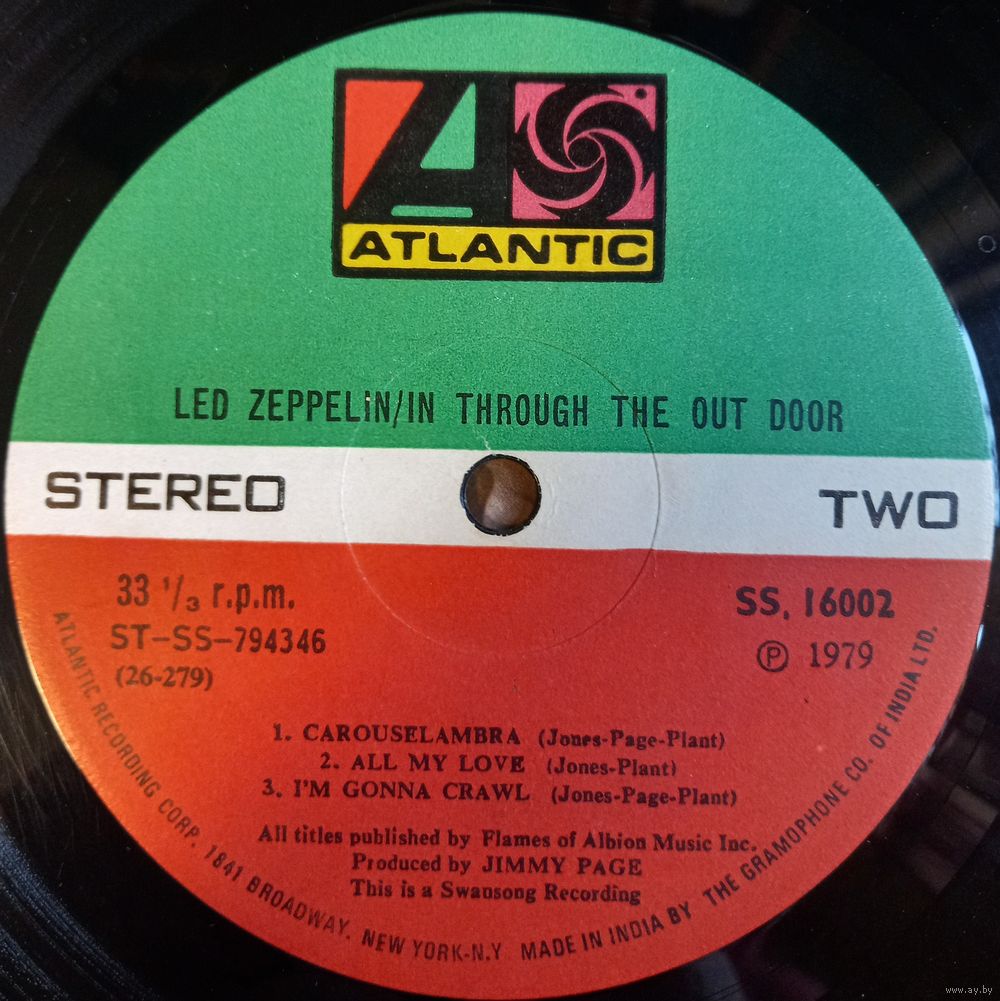 ATLANTIC
LED ZEPPELIN/IN THROUGH THE OUT DOOR
STEREO
TWO
33 1/3 r.p.m.
ST-SS-794346
(26-279)
SS, 16002
℗ 1979
1. CAROUSELAMBRA (Jones-Page-Plant)
2. ALL MY LOVE (Jones-Plant)
3. I'M GONNA CRAWL (Jones-Page-Plant)
All titles published by Flames of Albion Music Inc.
Produced by JIMMY PAGE
This is a Swansong Recording
ATLANTIC RECORDING CORP. 1841 BROADWAY. NEW YORK-N.Y MADE IN INDIA BY THE GRAMOPHONE CO. OF INDIA LTD.
www.ay.by